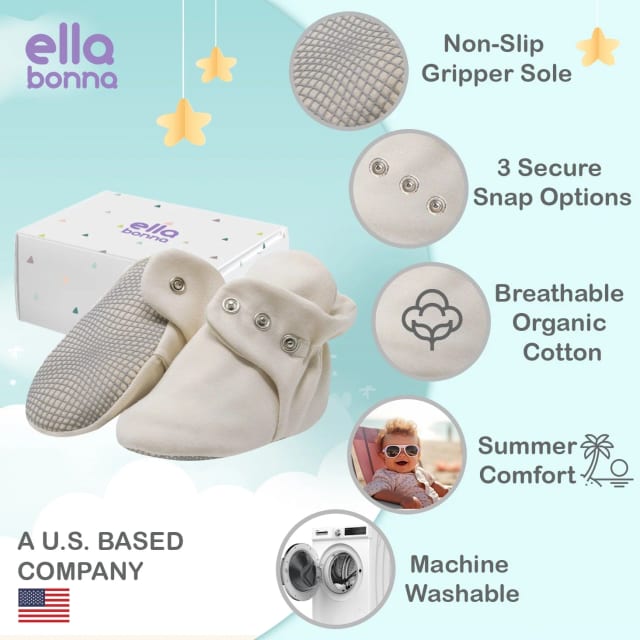 ella
bonna
Non-Slip
Gripper Sole
3 Secure
Snap Options
ella
bonna
Breathable
Organic
Cotton
Summer
Comfort
A U.S. BASED
COMPANY
Machine
Washable